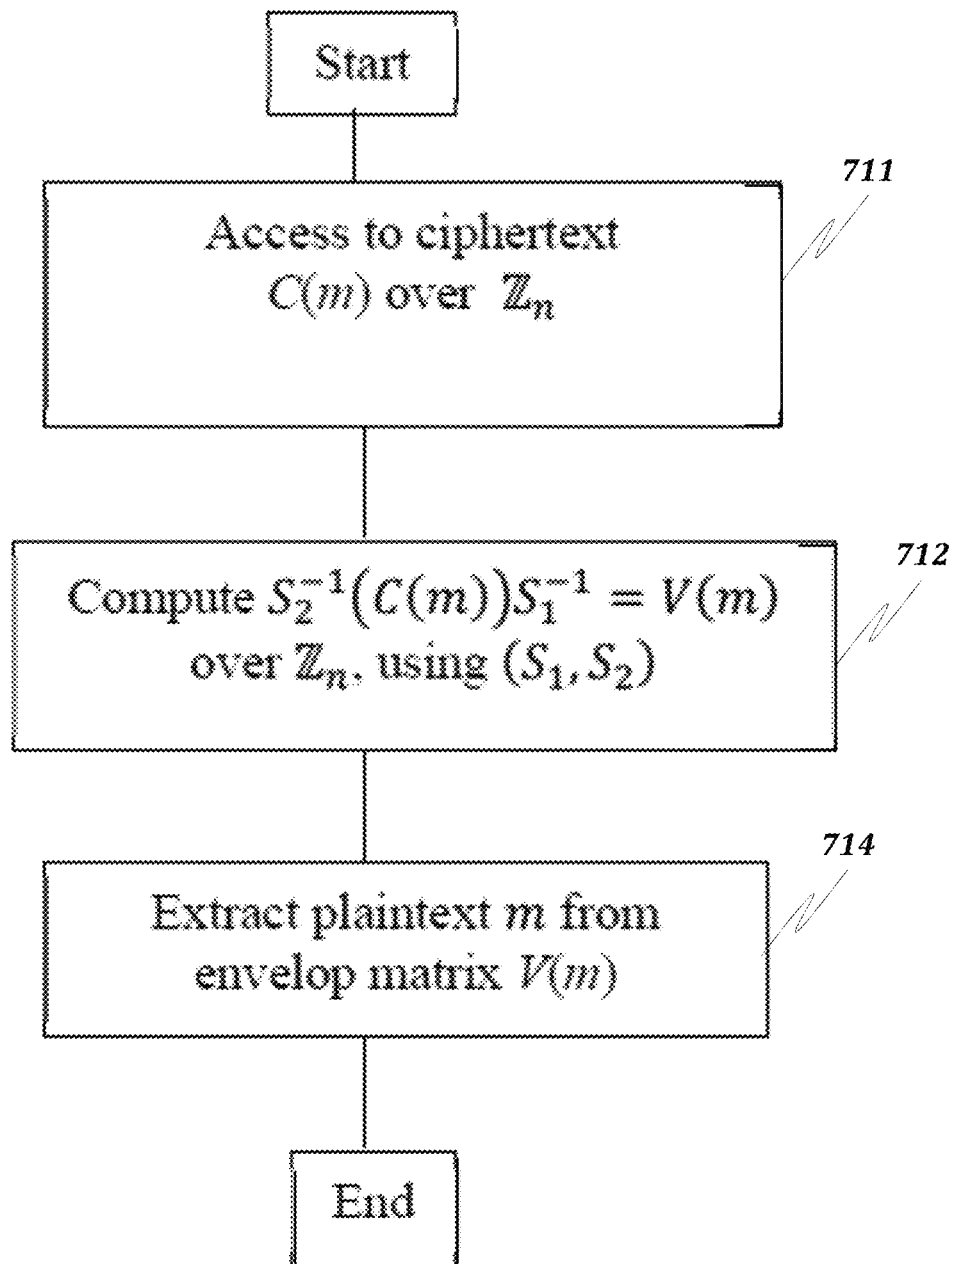 Start
711
Access to ciphertext
C(m) over ℤₙ
712
Compute S₂⁻¹(C(m))S₁⁻¹ = V(m)
over ℤₙ, using (S₁, S₂)
714
Extract plaintext m from
envelop matrix V(m)
End